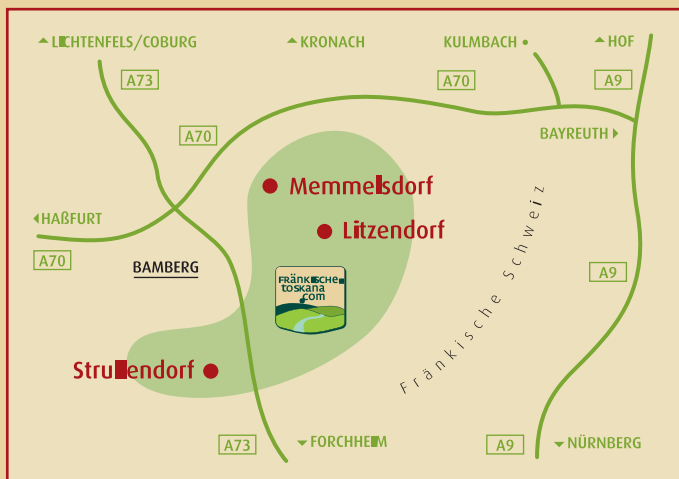 LICHTENFELS/COBURG
KRONACH
KULMBACH
HOF
A73
A70
A9
A70
BAYREUTH
Memmelsdorf
HAßFURT
Litzendorf
A70
BAMBERG
A9
FRÄNKISCHE
toskana
com
Fränkische Schweiz
Strullendorf
A73
FORCHHEIM
A9
NÜRNBERG